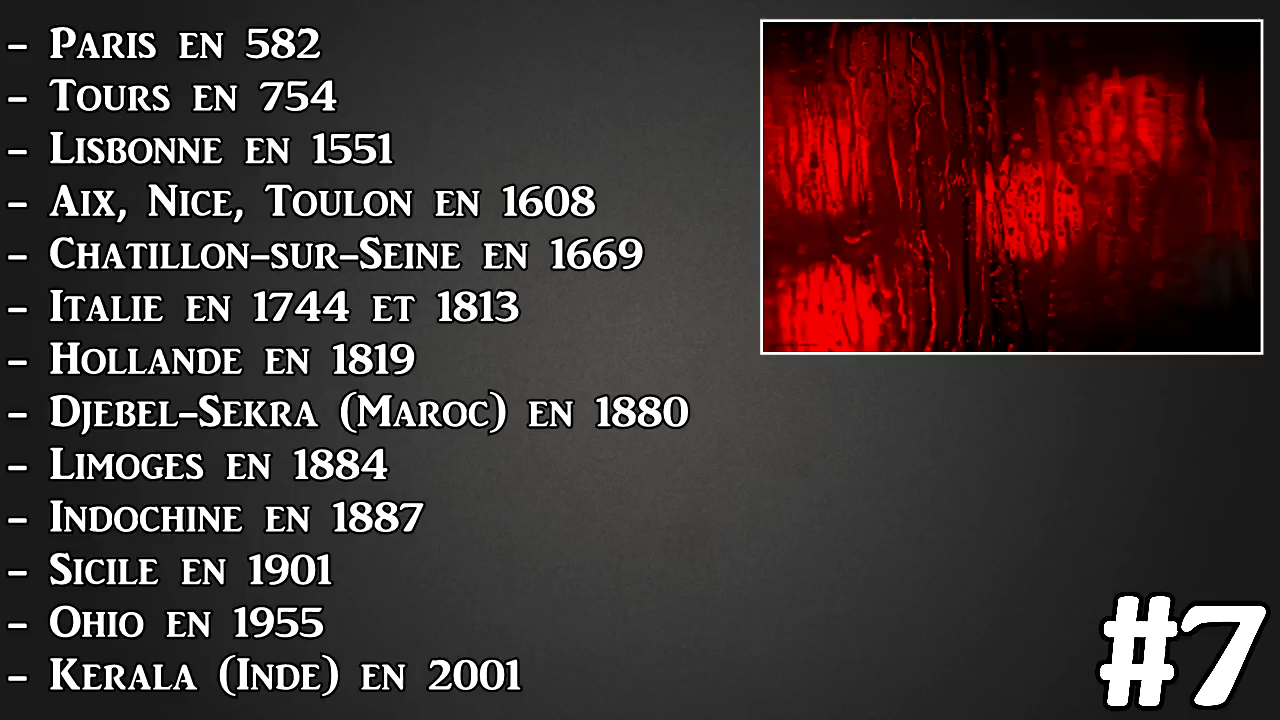 - Paris en 582
- Tours en 754
- Lisbonne en 1551
- Aix, Nice, Toulon en 1608
- Chatillon-sur-Seine en 1669
- Italie en 1744 et 1813
- Hollande en 1819
- Djebel-Sekra (Maroc) en 1880
- Limoges en 1884
- Indochine en 1887
- Sicile en 1901
- Ohio en 1955
- Kerala (Inde) en 2001
#7